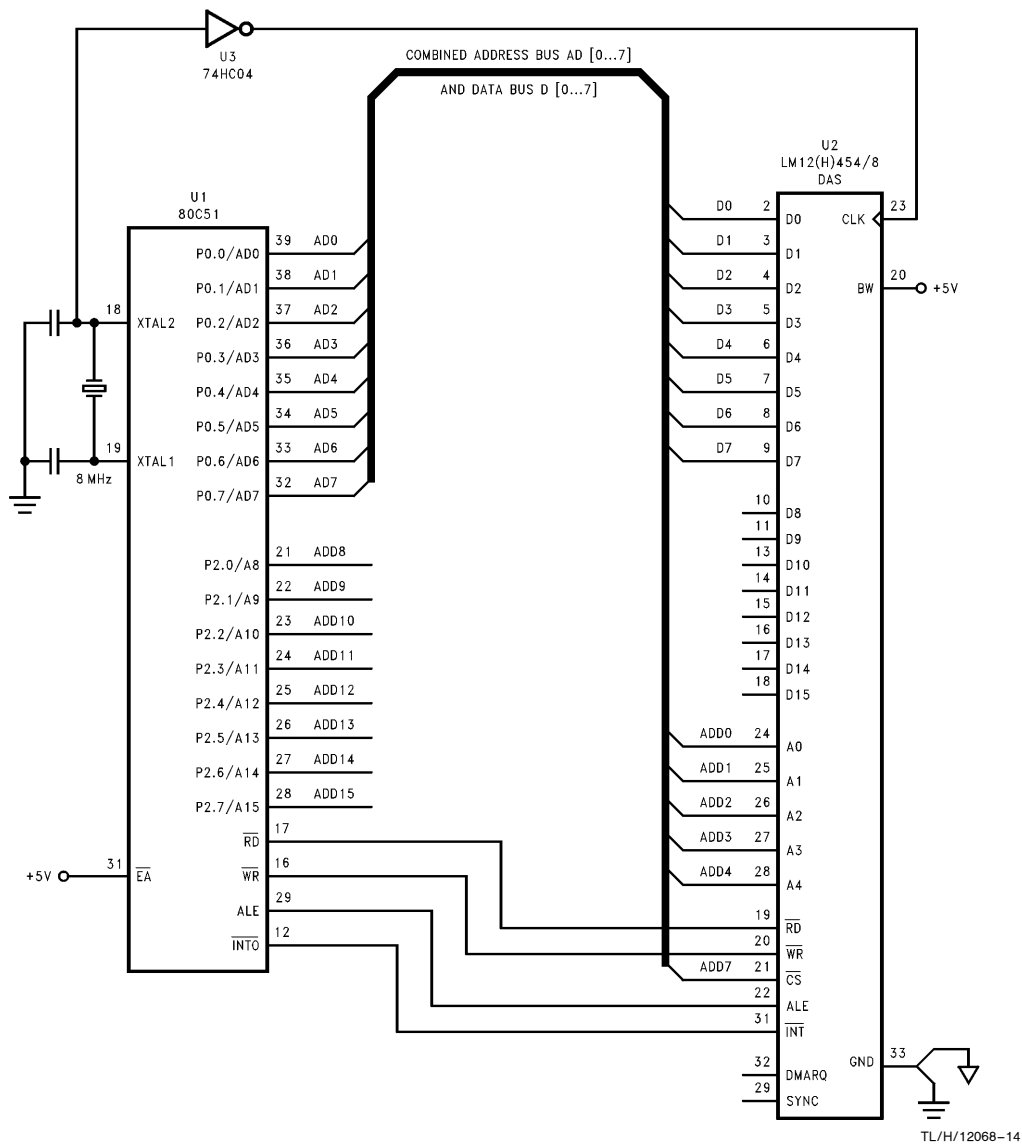 U3
74HC04
COMBINED ADDRESS BUS AD [0...7]
AND DATA BUS D [0...7]
U1
80C51
U2
LM12(H)454/8
DAS
P0.0/AD0 39 AD0
P0.1/AD1 38 AD1
P0.2/AD2 37 AD2
P0.3/AD3 36 AD3
P0.4/AD4 35 AD4
P0.5/AD5 34 AD5
P0.6/AD6 33 AD6
P0.7/AD7 32 AD7
18 XTAL2
19 XTAL1
8 MHz
P2.0/A8 21 ADD8
P2.1/A9 22 ADD9
P2.2/A10 23 ADD10
P2.3/A11 24 ADD11
P2.4/A12 25 ADD12
P2.5/A13 26 ADD13
P2.6/A14 27 ADD14
P2.7/A15 28 ADD15
RD 17
+5V 31 EA
WR 16
ALE 29
INT0 12
D0 2 D0
D1 3 D1
D2 4 D2
D3 5 D3
D4 6 D4
D5 7 D5
D6 8 D6
D7 9 D7
10 D8
11 D9
13 D10
14 D11
15 D12
16 D13
17 D14
18 D15
ADD0 24 A0
ADD1 25 A1
ADD2 26 A2
ADD3 27 A3
ADD4 28 A4
19 RD
20 WR
ADD7 21 CS
22 ALE
31 INT
32 DMARQ
29 SYNC
CLK 23
BW 20 +5V
GND 33
TL/H/12068–14